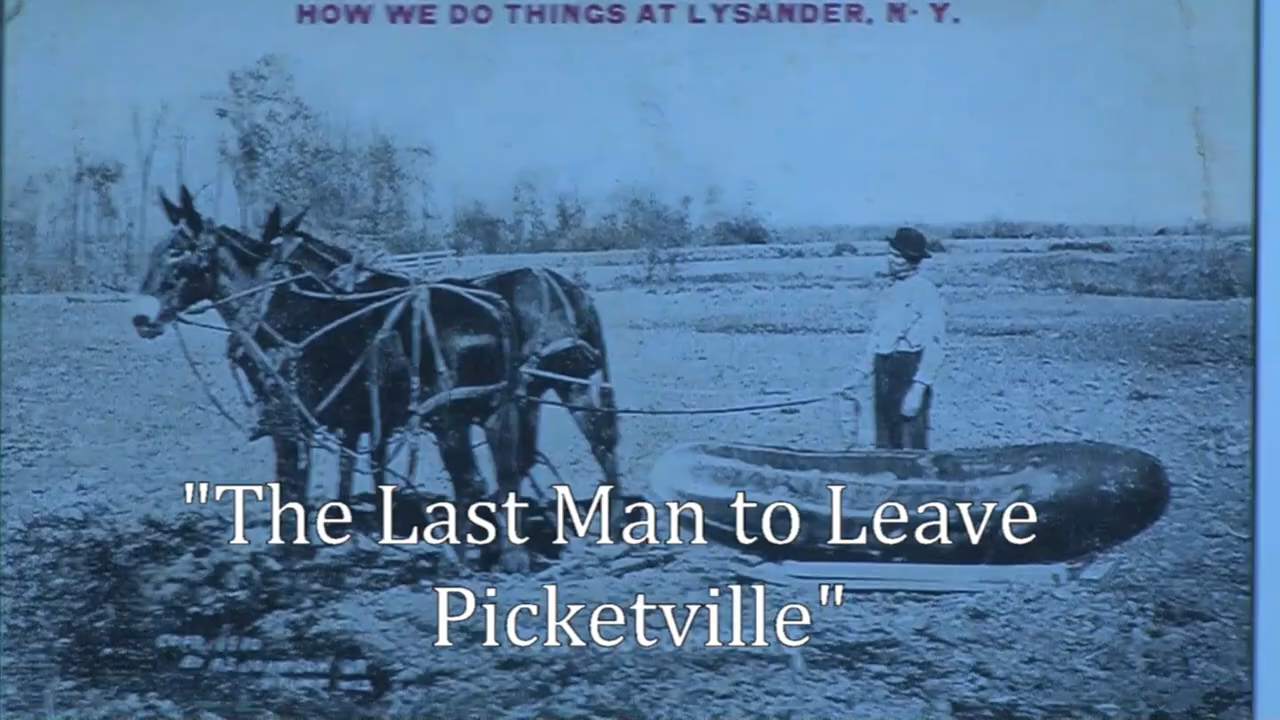 HOW WE DO THINGS AT LYSANDER, N. Y.
"The Last Man to Leave
Picketville"